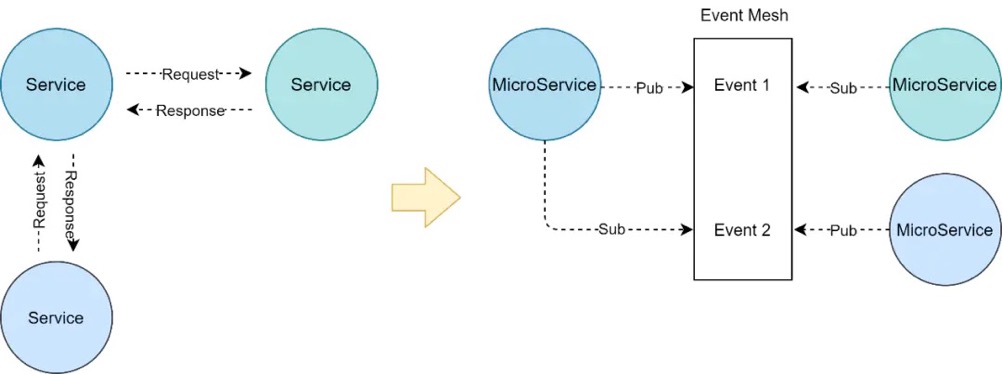 Event Mesh
Service
Request
Service
Response
Request
Response
Service
MicroService
Pub
Event 1
Sub
MicroService
Sub
Event 2
Pub
MicroService